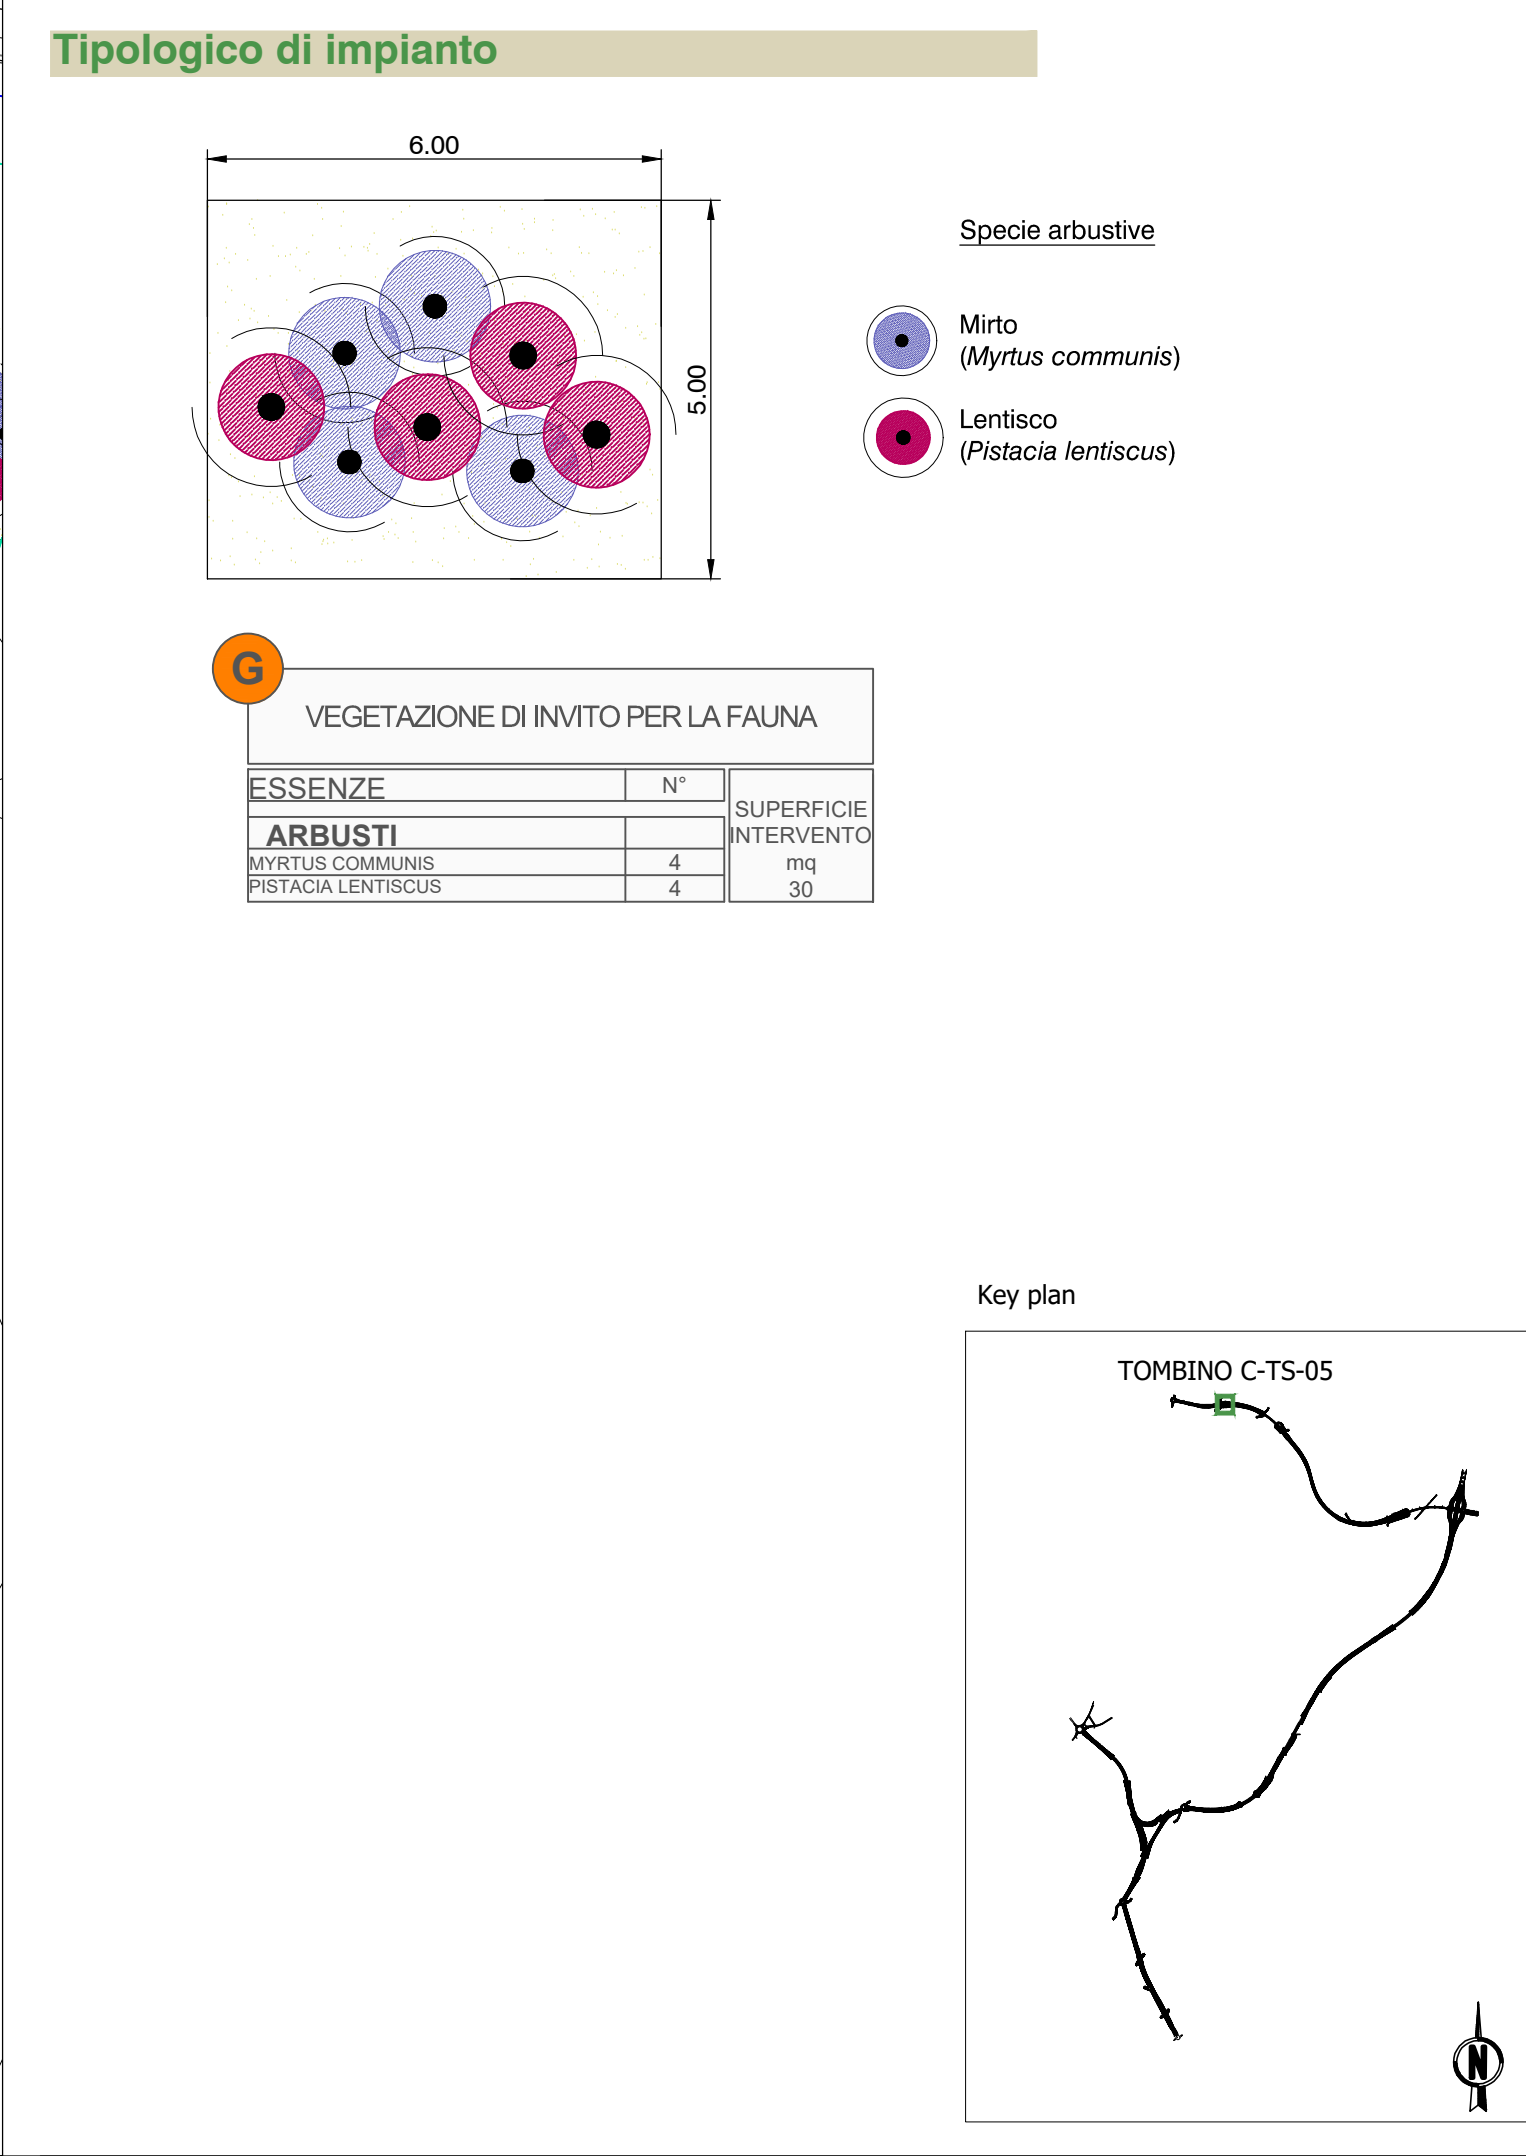 Tipologico di impianto
6.00
5.00
Specie arbustive
Mirto
(Myrtus communis)
Lentisco
(Pistacia lentiscus)
G
VEGETAZIONE DI INVITO PER LA FAUNA
ESSENZE N°
ARBUSTI
MYRTUS COMMUNIS 4
PISTACIA LENTISCUS 4
SUPERFICIE
INTERVENTO
mq
30
Key plan
TOMBINO C-TS-05
N